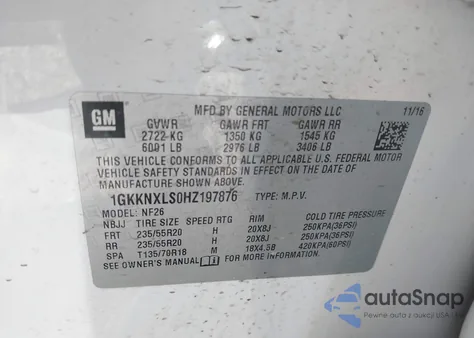 GM
MFD BY GENERAL MOTORS LLC 11/16
GVWR GAWR FRT GAWR RR
2722 KG 1350 KG 1545 KG
6001 LB 2976 LB 3406 LB
THIS VEHICLE CONFORMS TO ALL APPLICABLE U.S. FEDERAL MOTOR
VEHICLE SAFETY STANDARDS IN EFFECT ON THE DATE OF
MANUFACTURE SHOWN ABOVE.
1GKKNXLS0HZ197876 TYPE: M.P.V.
MODEL: NF26
NBJJ TIRE SIZE SPEED RTG RIM COLD TIRE PRESSURE
FRT 235/55R20 H 20X8J 250KPA(36PSI)
RR 235/55R20 H 20X8J 250KPA(36PSI)
SPA T135/70R18 M 18X4.5B 420KPA(60PSI)
SEE OWNER'S MANUAL FOR MORE INFORMATION.
autoSnap
Pewne auta z USA i